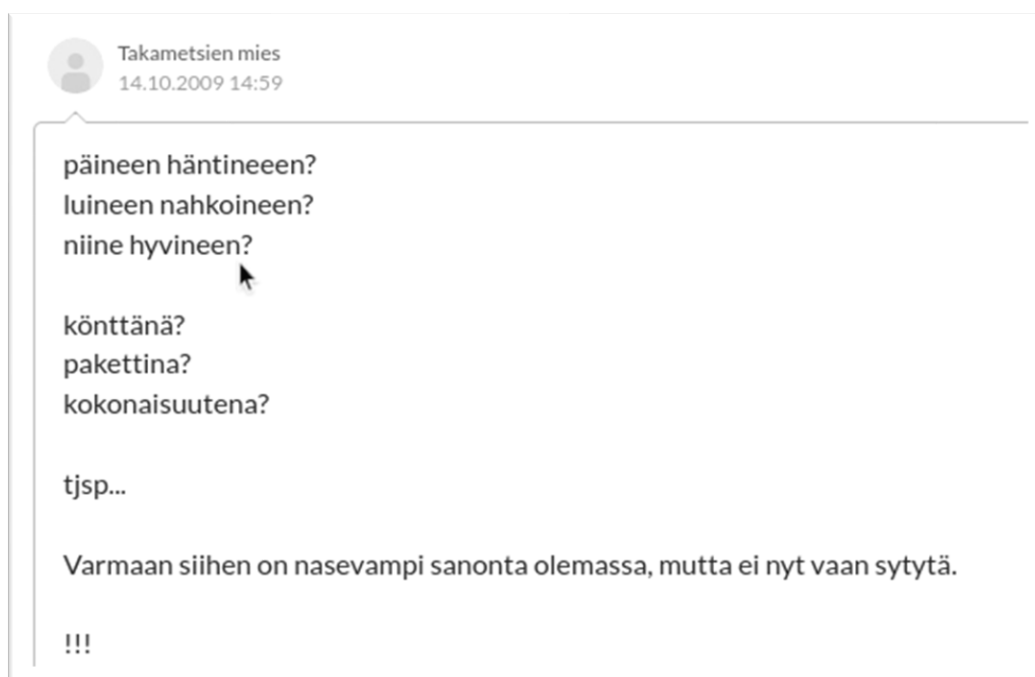 Takametsien mies
14.10.2009 14:59
päineen häntineeen?
luineen nahkoineen?
niine hyvineen?
könttänä?
pakettina?
kokonaisuutena?
tjsp...
Varmaan siihen on nasevampi sanonta olemassa, mutta ei nyt vaan sytytä.
!!!